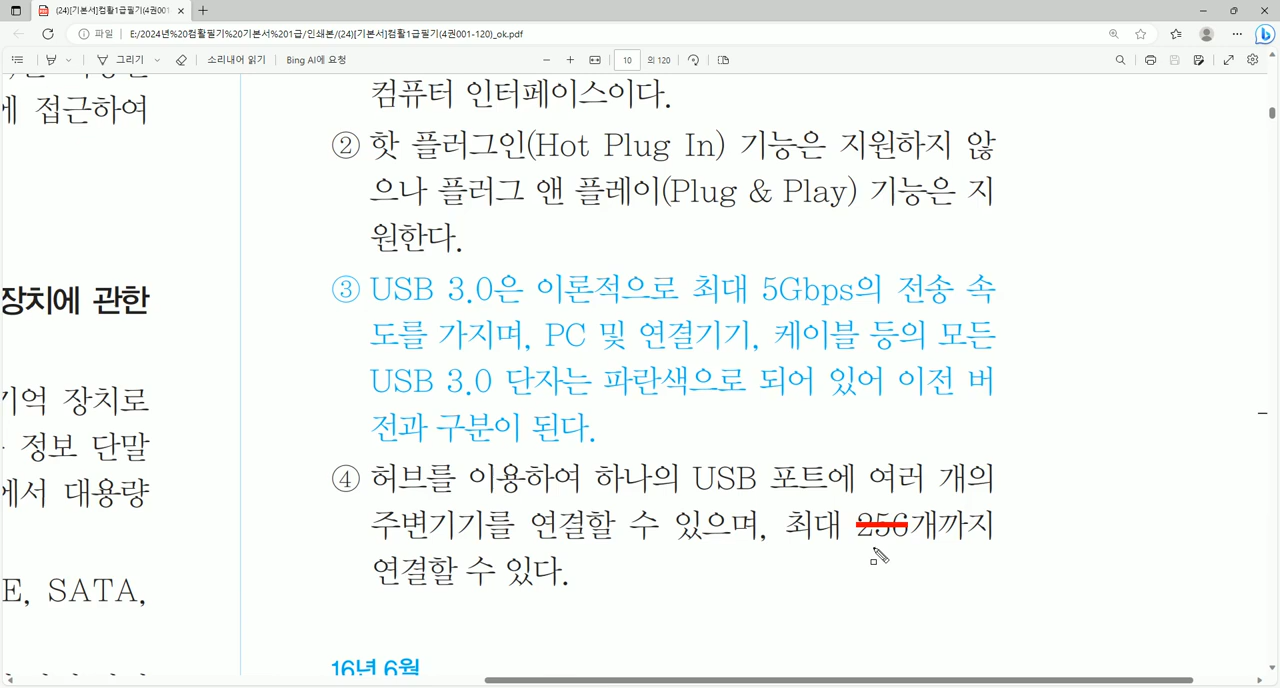 (24)[기본서]컴활1급필기(4권001
파일
E:/2024년%20컴활필기%20기본서%201급/인쇄본/(24)[기본서]컴활1급필기(4권001-120)_ok.pdf
그리기
소리내어 읽기
Bing AI에 요청
10
의 120
에 접근하여
장치에 관한
기억 장치로
정보 단말
에서 대용량
E, SATA,
컴퓨터 인터페이스이다.
② 핫 플러그인(Hot Plug In) 기능은 지원하지 않
으나 플러그 앤 플레이(Plug & Play) 기능은 지
원한다.
③ USB 3.0은 이론적으로 최대 5Gbps의 전송 속
도를 가지며, PC 및 연결기기, 케이블 등의 모든
USB 3.0 단자는 파란색으로 되어 있어 이전 버
전과 구분이 된다.
④ 허브를 이용하여 하나의 USB 포트에 여러 개의
주변기기를 연결할 수 있으며, 최대 256개까지
연결할 수 있다.
16년 6월